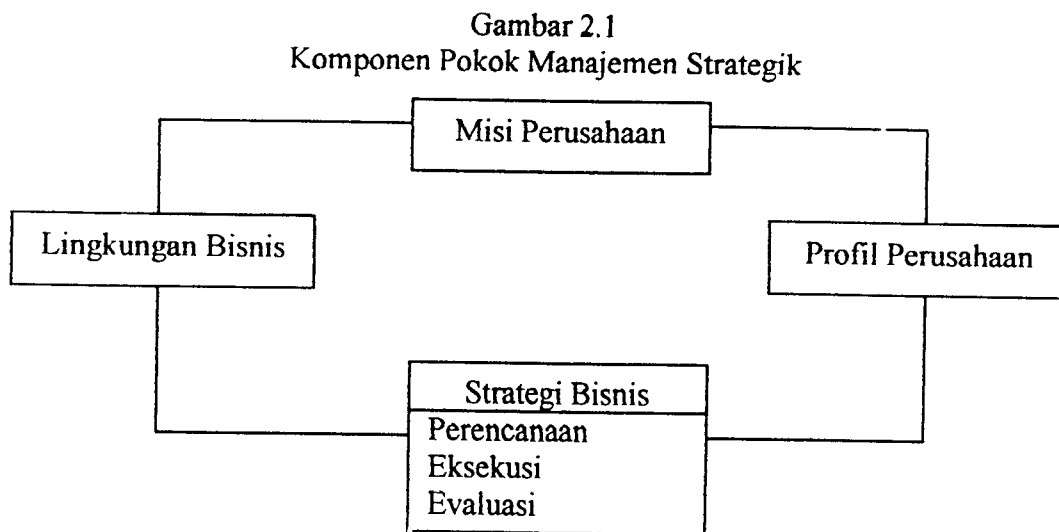 Gambar 2.1
Komponen Pokok Manajemen Strategik
Misi Perusahaan
Lingkungan Bisnis
Profil Perusahaan
Strategi Bisnis
Perencanaan
Eksekusi
Evaluasi